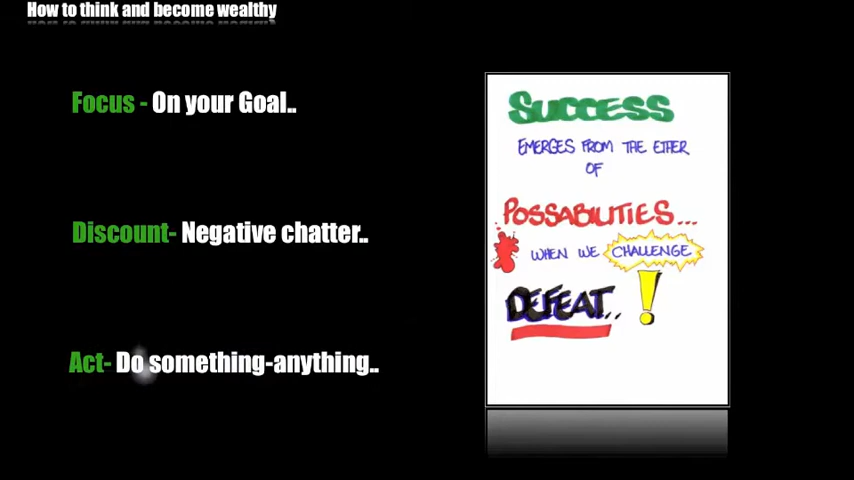 How to think and become wealthy
Focus - On your Goal..
Discount- Negative chatter..
Act- Do something-anything..
SUCCESS
EMERGES FROM THE ETHER
OF
POSSABILITIES...
WHEN WE CHALLENGE
DEFEAT..!